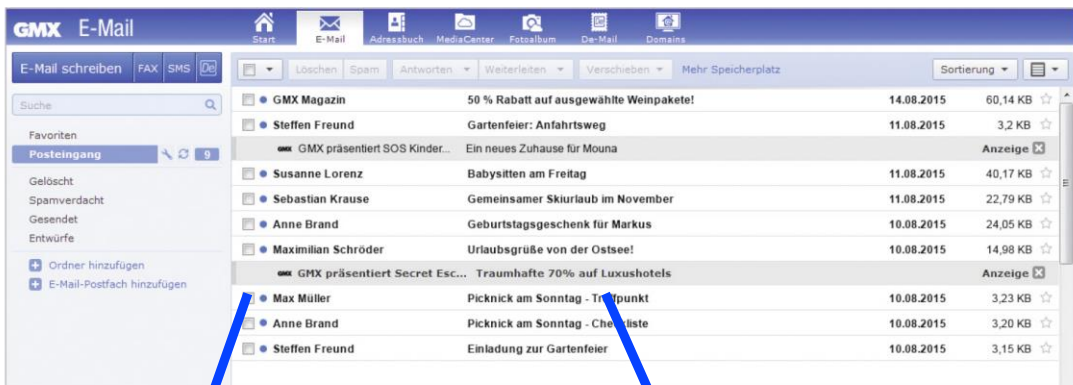 GMX E-Mail
Start
E-Mail
Adressbuch
MediaCenter
Fotoalbum
De-Mail
Domains
E-Mail schreiben FAX SMS De
Löschen Spam Antworten Weiterleiten Verschieben Mehr Speicherplatz Sortierung
Suche
Favoriten
Posteingang 9
Gelöscht
Spamverdacht
Gesendet
Entwürfe
Ordner hinzufügen
E-Mail-Postfach hinzufügen
GMX Magazin 50 % Rabatt auf ausgewählte Weinpakete! 14.08.2015 60,14 KB
Steffen Freund Gartenfeier: Anfahrtsweg 11.08.2015 3,2 KB
GMX GMX präsentiert SOS Kinder... Ein neues Zuhause für Mouna Anzeige
Susanne Lorenz Babysitten am Freitag 11.08.2015 40,17 KB
Sebastian Krause Gemeinsamer Skiurlaub im November 11.08.2015 22,79 KB
Anne Brand Geburtstagsgeschenk für Markus 10.08.2015 24,05 KB
Maximilian Schröder Urlaubsgrüße von der Ostsee! 10.08.2015 14,98 KB
GMX GMX präsentiert Secret Esc... Traumhafte 70% auf Luxushotels Anzeige
Max Müller Picknick am Sonntag - Treffpunkt 10.08.2015 3,23 KB
Anne Brand Picknick am Sonntag - Checkliste 10.08.2015 3,20 KB
Steffen Freund Einladung zur Gartenfeier 10.08.2015 3,15 KB